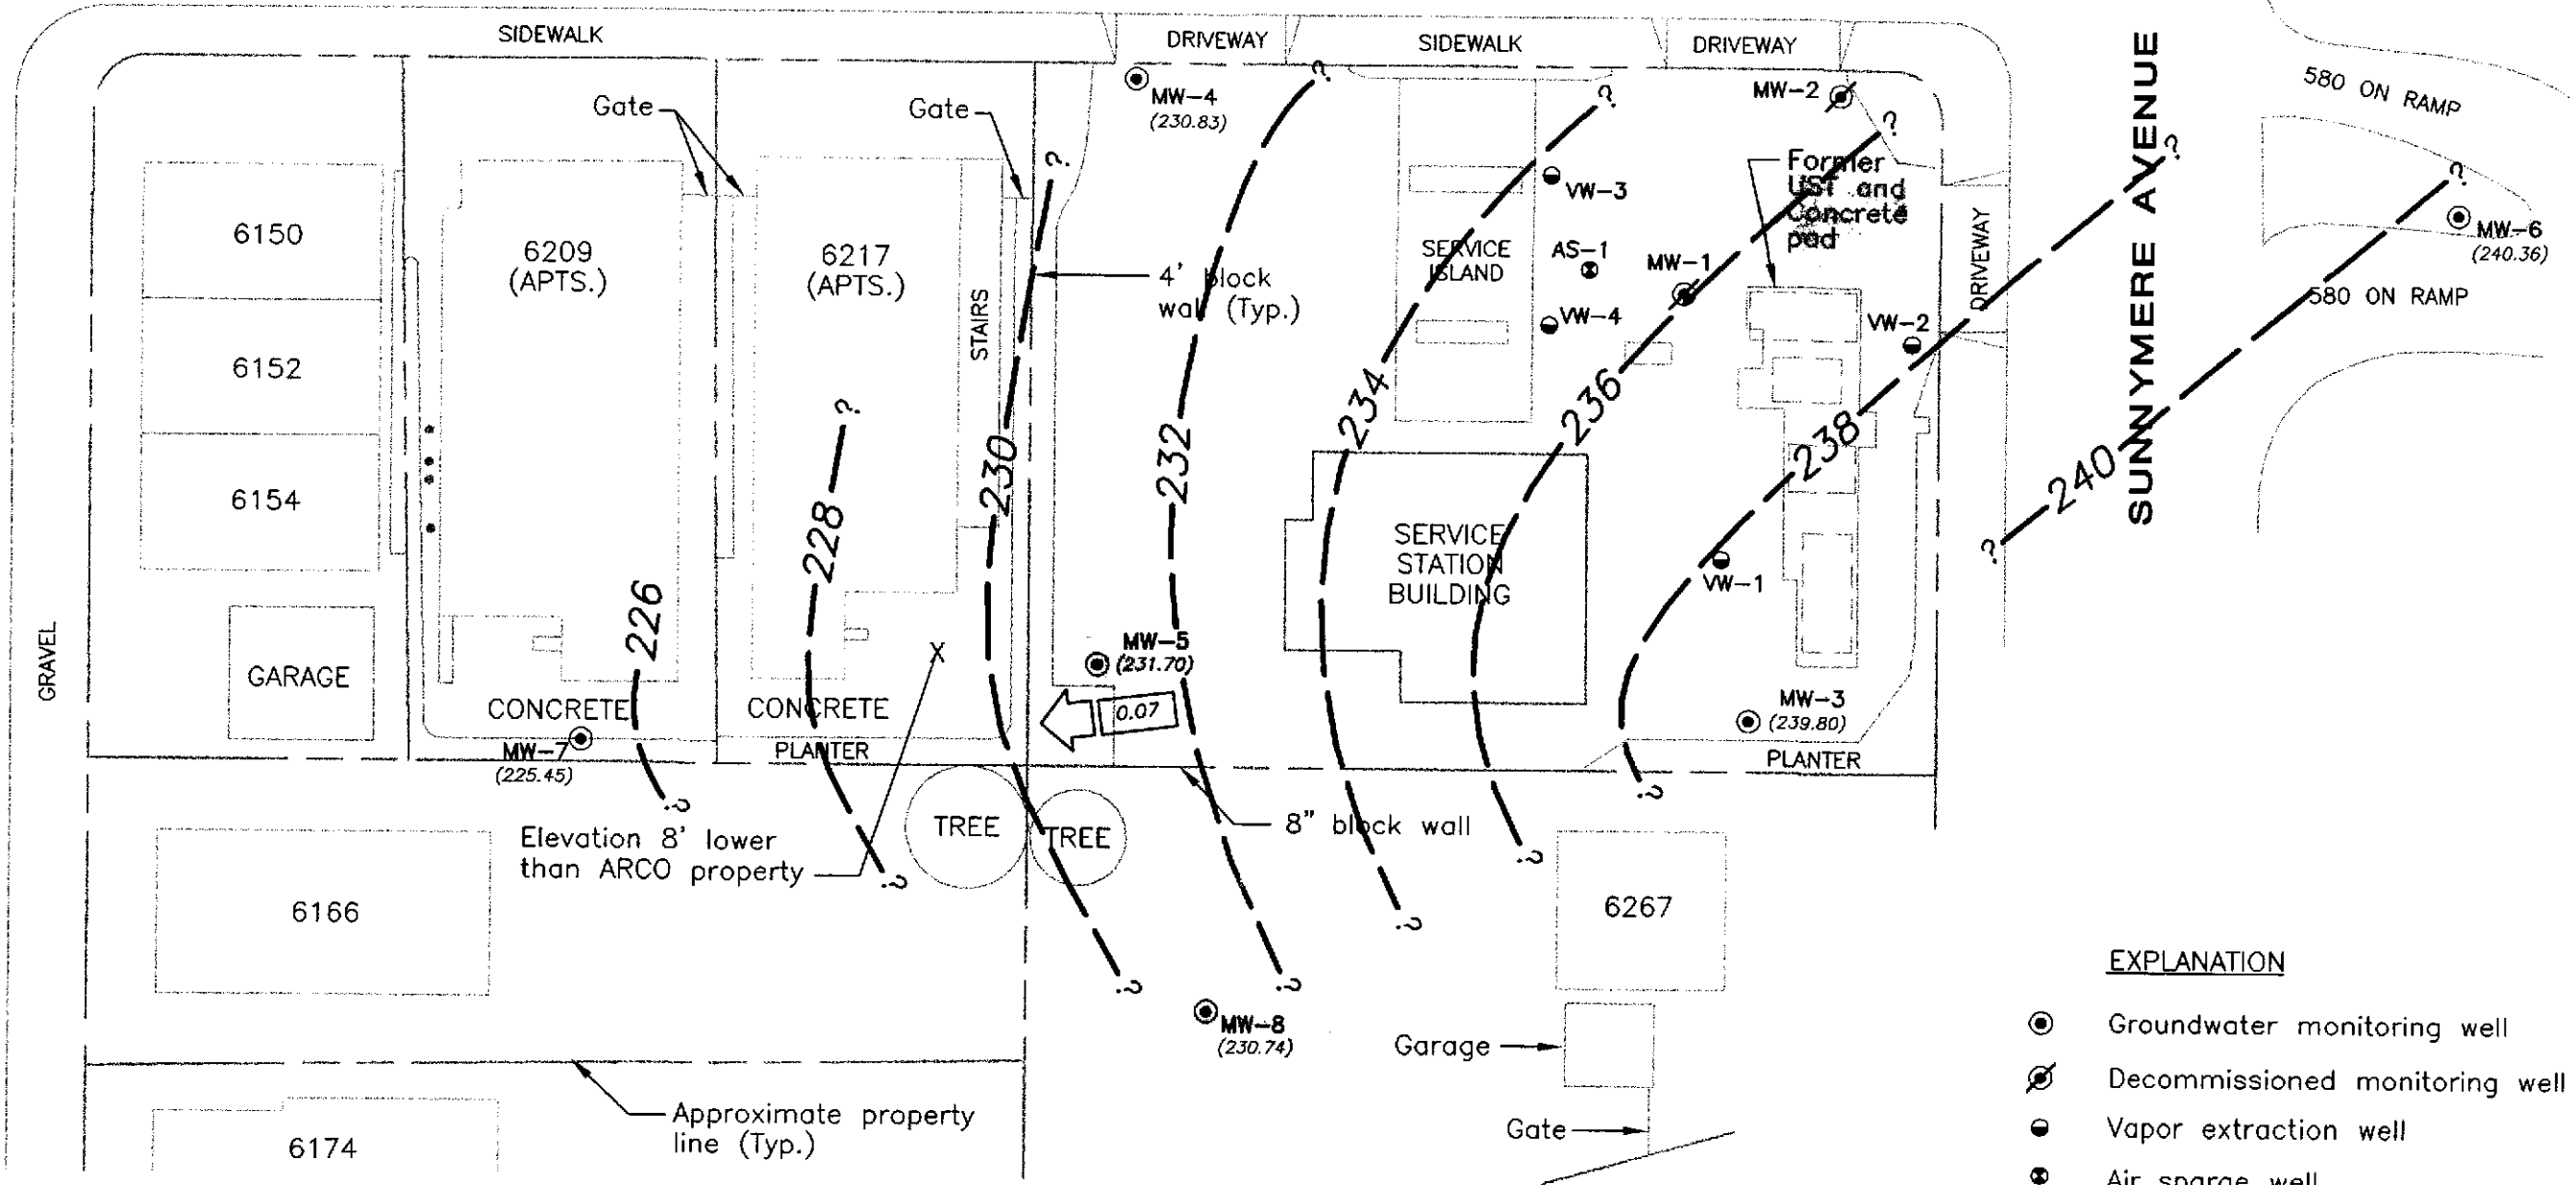 SIDEWALK
DRIVEWAY
SIDEWALK
DRIVEWAY
580 ON RAMP
SUNNYMERE AVENUE
Gate
Gate
MW-4
(230.83)
MW-2
?
?
?
?
?
?
Former
UST and
Concrete
pad
VW-3
6150
6209
(APTS.)
6217
(APTS.)
STAIRS
4' block
wall (Typ.)
SERVICE
ISLAND
AS-1
MW-1
DRIVEWAY
MW-6
(240.36)
580 ON RAMP
VW-4
VW-2
6152
?
6154
230
232
234
236
238
240
?
228
226
SERVICE
STATION
BUILDING
VW-1
GRAVEL
GARAGE
CONCRETE
CONCRETE
X
MW-5
(231.70)
0.07
MW-3
(239.80)
MW-7
(225.45)
PLANTER
PLANTER
?
?
?
?
?
?
?
TREE
TREE
8" block wall
Elevation 8' lower
than ARCO property
6166
6267
MW-8
(230.74)
Garage
Gate
Approximate property
line (Typ.)
6174
EXPLANATION
Groundwater monitoring well
Decommissioned monitoring well
Vapor extraction well
Air sparge well